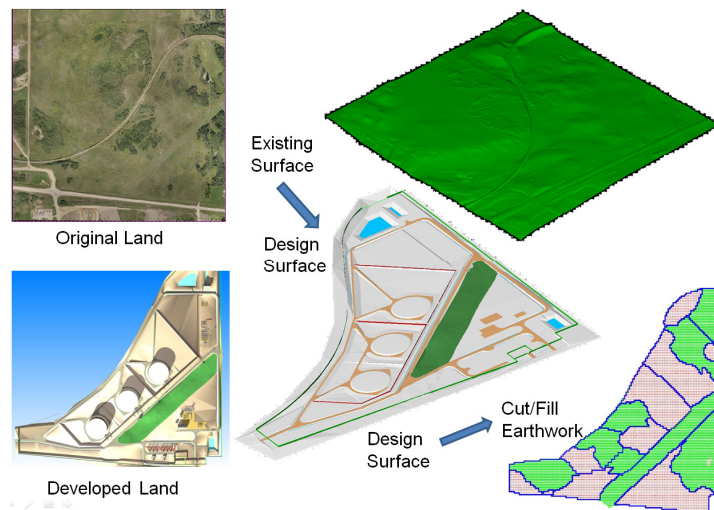 Original Land
Existing
Surface
Design
Surface
Developed Land
Design
Surface
Cut/Fill
Earthwork